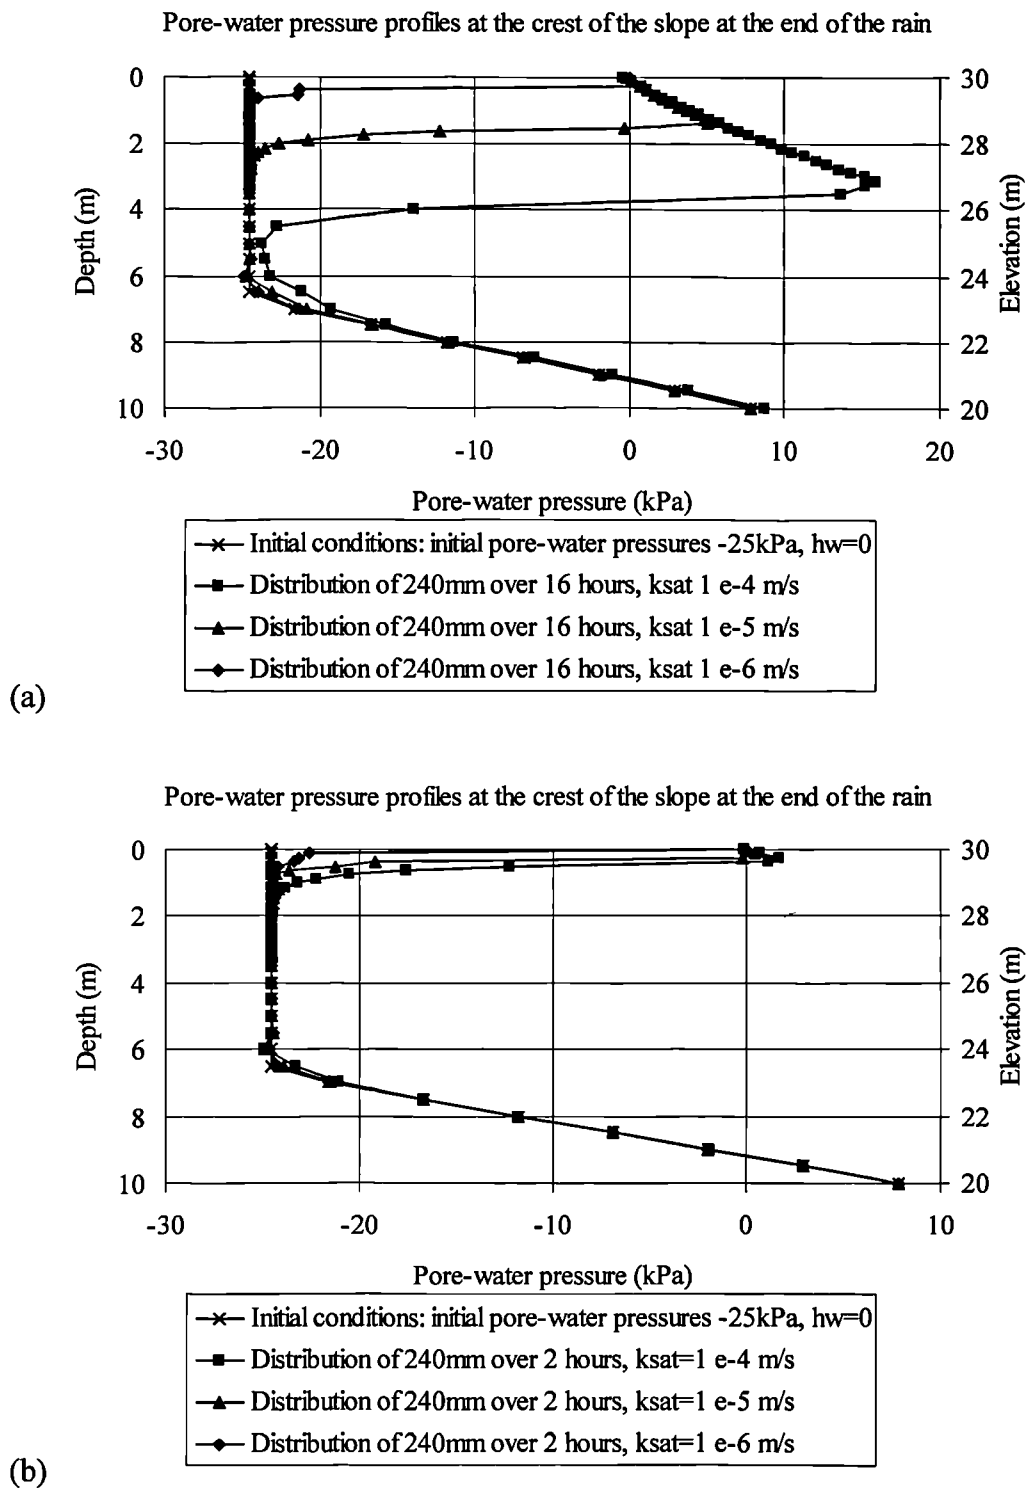 Pore-water pressure profiles at the crest of the slope at the end of the rain
0
2
4
6
8
10
Depth (m)
30
28
26
24
22
20
Elevation (m)
-30 -20 -10 0 10 20
Pore-water pressure (kPa)
Initial conditions: initial pore-water pressures -25kPa, hw=0
Distribution of 240mm over 16 hours, ksat 1 e-4 m/s
Distribution of 240mm over 16 hours, ksat 1 e-5 m/s
Distribution of 240mm over 16 hours, ksat 1 e-6 m/s
(a)
Pore-water pressure profiles at the crest of the slope at the end of the rain
0
2
4
6
8
10
Depth (m)
30
28
26
24
22
20
Elevation (m)
-30 -20 -10 0 10
Pore-water pressure (kPa)
Initial conditions: initial pore-water pressures -25kPa, hw=0
Distribution of 240mm over 2 hours, ksat=1 e-4 m/s
Distribution of 240mm over 2 hours, ksat=1 e-5 m/s
Distribution of 240mm over 2 hours, ksat=1 e-6 m/s
(b)